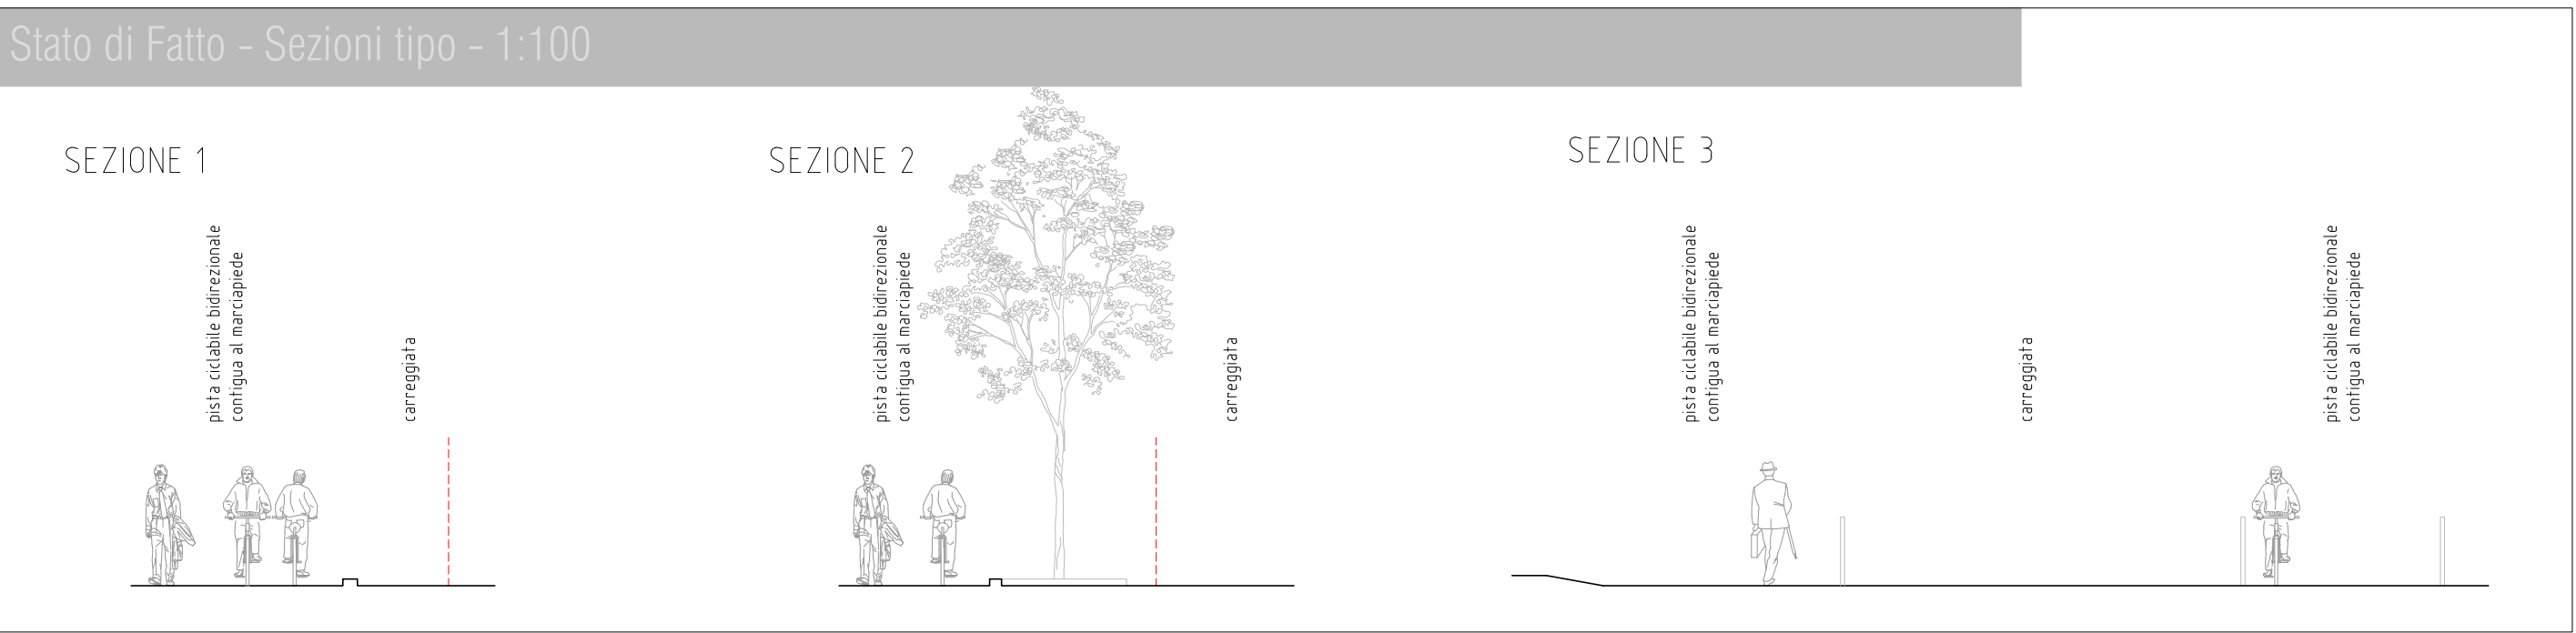 Stato di Fatto - Sezioni tipo - 1:100
SEZIONE 1
pista ciclabile bidirezionale
contigua al marciapiede
carreggiata
SEZIONE 2
pista ciclabile bidirezionale
contigua al marciapiede
carreggiata
SEZIONE 3
pista ciclabile bidirezionale
contigua al marciapiede
carreggiata
pista ciclabile bidirezionale
contigua al marciapiede